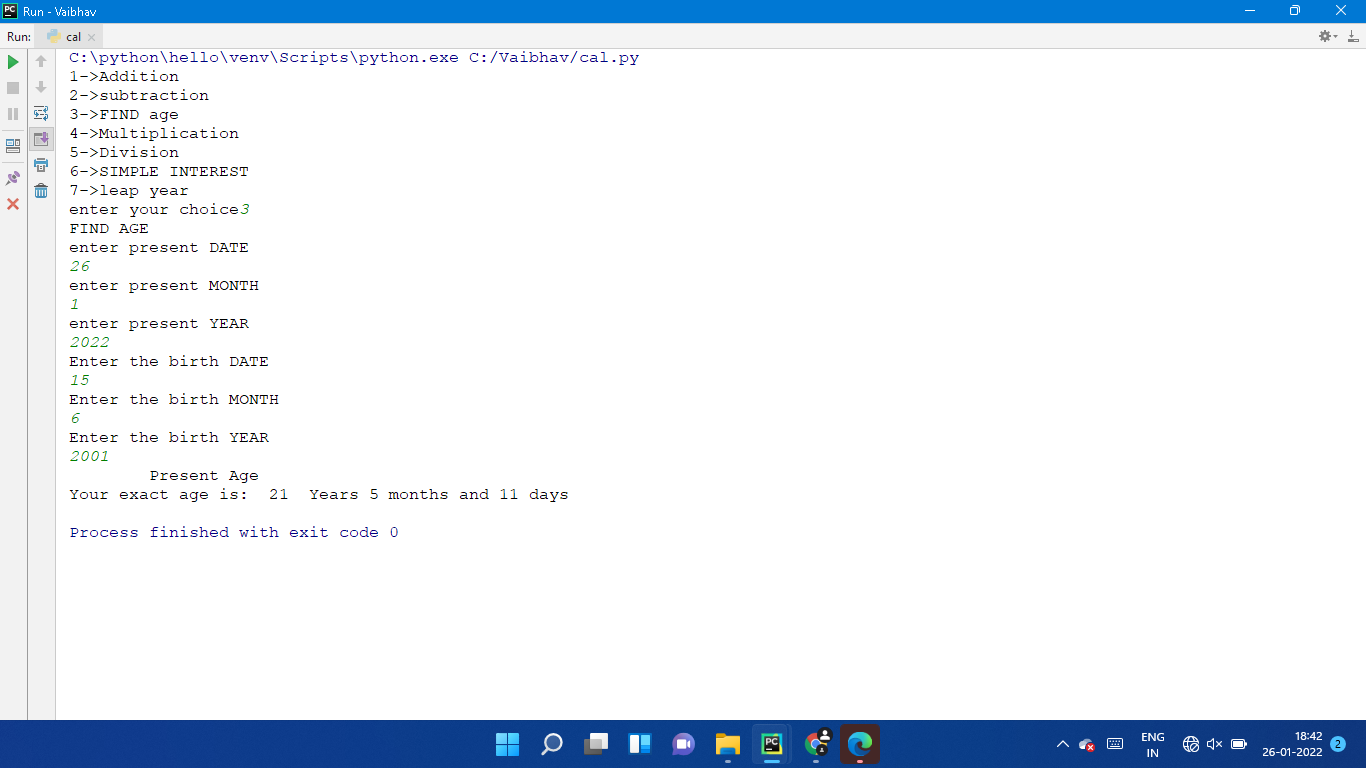 Run - Vaibhav
Run: cal
C:\python\hello\venv\Scripts\python.exe C:/Vaibhav/cal.py
1->Addition
2->subtraction
3->FIND age
4->Multiplication
5->Division
6->SIMPLE INTEREST
7->leap year
enter your choice3
FIND AGE
enter present DATE
26
enter present MONTH
1
enter present YEAR
2022
Enter the birth DATE
15
Enter the birth MONTH
6
Enter the birth YEAR
2001
Present Age
Your exact age is:  21  Years 5 months and 11 days
Process finished with exit code 0
ENG
IN
18:42
26-01-2022
2